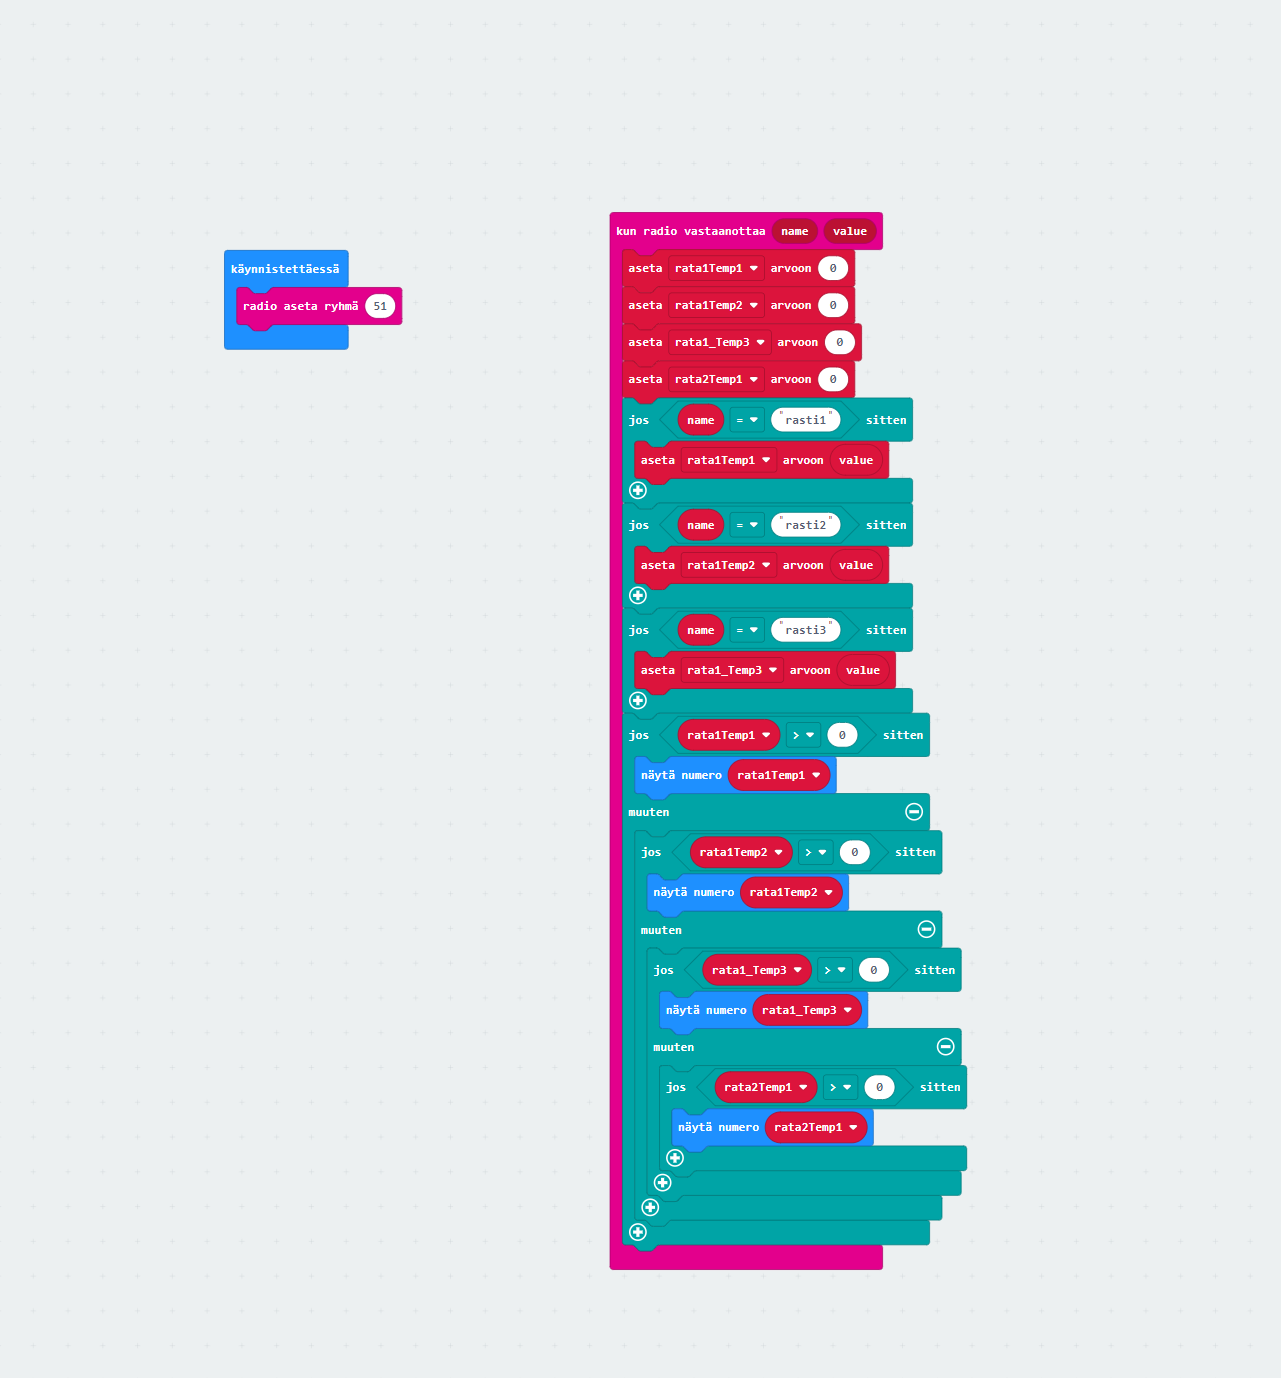 käynnistettäessä
radio aseta ryhmä 51
kun radio vastaanottaa name value
aseta rata1Temp1 arvoon 0
aseta rata1Temp2 arvoon 0
aseta rata1_Temp3 arvoon 0
aseta rata2Temp1 arvoon 0
jos name = "rasti1" sitten
aseta rata1Temp1 arvoon value
jos name = "rasti2" sitten
aseta rata1Temp2 arvoon value
jos name = "rasti3" sitten
aseta rata1_Temp3 arvoon value
jos rata1Temp1 > 0 sitten
näytä numero rata1Temp1
muuten
jos rata1Temp2 > 0 sitten
näytä numero rata1Temp2
muuten
jos rata1_Temp3 > 0 sitten
näytä numero rata1_Temp3
muuten
jos rata2Temp1 > 0 sitten
näytä numero rata2Temp1